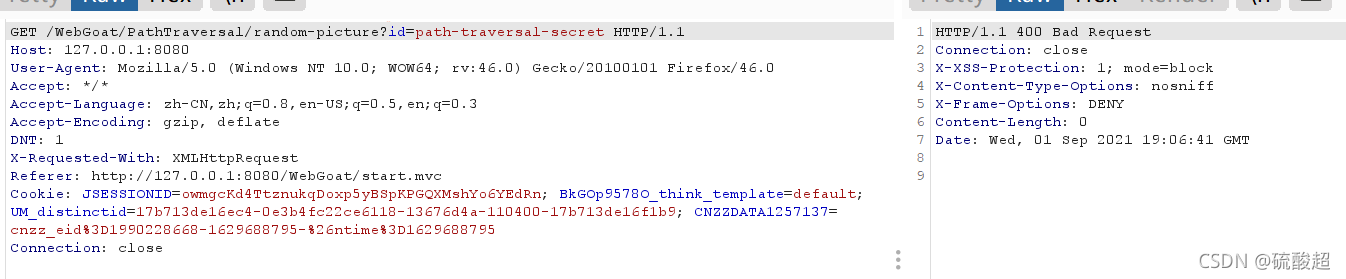 Raw
GET /WebGoat/PathTraversal/random-picture?id=path-traversal-secret HTTP/1.1
Host: 127.0.0.1:8080
User-Agent: Mozilla/5.0 (Windows NT 10.0; WOW64; rv:46.0) Gecko/20100101 Firefox/46.0
Accept: */*
Accept-Language: zh-CN,zh;q=0.8,en-US;q=0.5,en;q=0.3
Accept-Encoding: gzip, deflate
DNT: 1
X-Requested-With: XMLHttpRequest
Referer: http://127.0.0.1:8080/WebGoat/start.mvc
Cookie: JSESSIONID=owmgcKd4TtznukqDoxp5yBSpKPGQXMshYo6YEdRn; BkGOp9578O_think_template=default;
UM_distinctid=17b713de16ec4-0e3b4fc22ce6118-13676d4a-110400-17b713de16f1b9; CNZZDATA1257137=
cnzz_eid%3D1990228668-1629688795-%26ntime%3D1629688795
Connection: close
Raw
1 HTTP/1.1 400 Bad Request
2 Connection: close
3 X-XSS-Protection: 1; mode=block
4 X-Content-Type-Options: nosniff
5 X-Frame-Options: DENY
6 Content-Length: 0
7 Date: Wed, 01 Sep 2021 19:06:41 GMT
8
9
CSDN @硫酸超